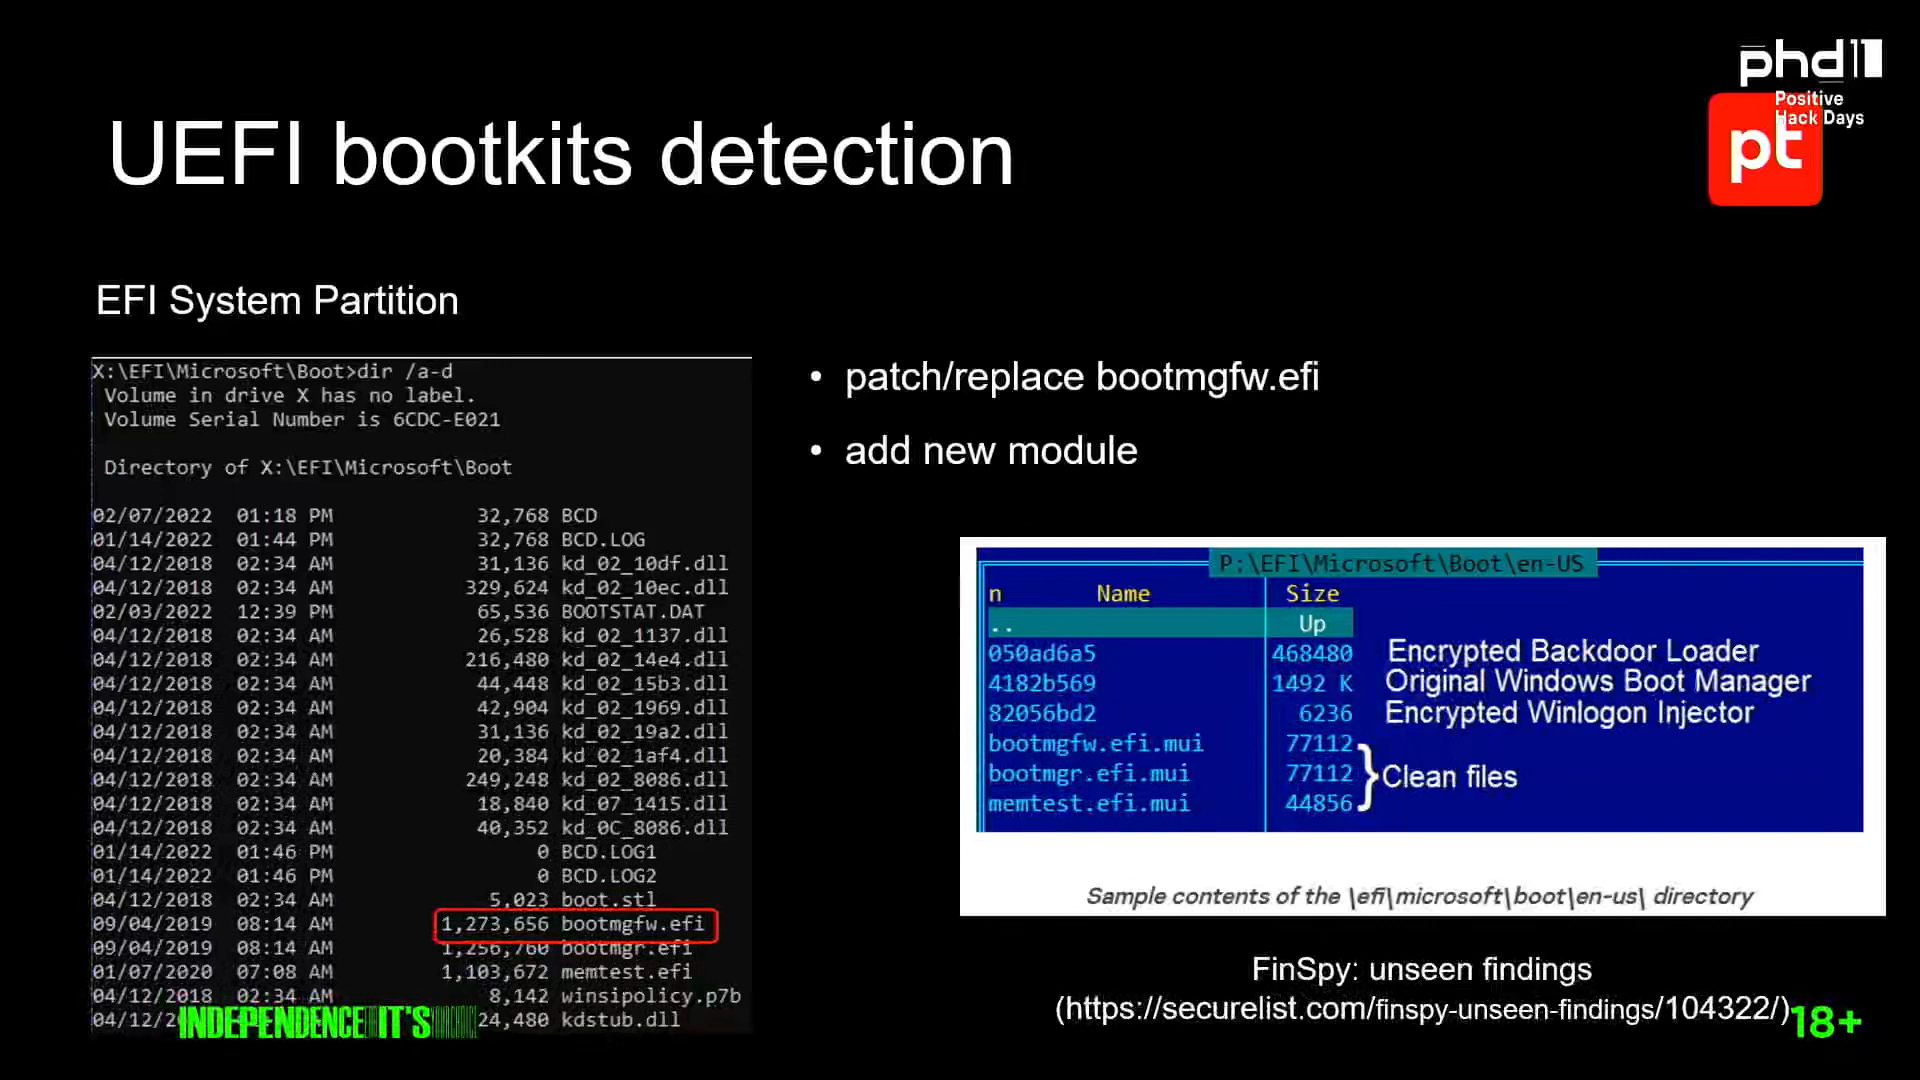 phd11
Positive
Hack Days
pt
UEFI bootkits detection
EFI System Partition
X:\EFI\Microsoft\Boot>dir /a-d
Volume in drive X has no label.
Volume Serial Number is 6CDC-E021
Directory of X:\EFI\Microsoft\Boot
02/07/2022 01:18 PM 32,768 BCD
01/14/2022 01:44 PM 32,768 BCD.LOG
04/12/2018 02:34 AM 31,136 kd_02_10df.dll
04/12/2018 02:34 AM 329,624 kd_02_10ec.dll
02/03/2022 12:39 PM 65,536 BOOTSTAT.DAT
04/12/2018 02:34 AM 26,528 kd_02_1137.dll
04/12/2018 02:34 AM 216,480 kd_02_14e4.dll
04/12/2018 02:34 AM 44,448 kd_02_15b3.dll
04/12/2018 02:34 AM 42,904 kd_02_1969.dll
04/12/2018 02:34 AM 31,136 kd_02_19a2.dll
04/12/2018 02:34 AM 20,384 kd_02_1af4.dll
04/12/2018 02:34 AM 249,248 kd_02_8086.dll
04/12/2018 02:34 AM 18,840 kd_07_1415.dll
04/12/2018 02:34 AM 40,352 kd_0C_8086.dll
01/14/2022 01:46 PM 0 BCD.LOG1
01/14/2022 01:46 PM 0 BCD.LOG2
04/12/2018 02:34 AM 5,023 boot.stl
09/04/2019 08:14 AM 1,273,656 bootmgfw.efi
09/04/2019 08:14 AM 1,256,760 bootmgr.efi
01/07/2020 07:08 AM 1,103,672 memtest.efi
04/12/2018 02:34 AM 8,142 winsipolicy.p7b
04/12/2 24,480 kdstub.dll
INDEPENDENCE IT'S
• patch/replace bootmgfw.efi
• add new module
P:\EFI\Microsoft\Boot\en-US
n Name Size
.. Up
050ad6a5 468480 Encrypted Backdoor Loader
4182b569 1492 K Original Windows Boot Manager
82056bd2 6236 Encrypted Winlogon Injector
bootmgfw.efi.mui 77112
bootmgr.efi.mui 77112 Clean files
memtest.efi.mui 44856
Sample contents of the \efi\microsoft\boot\en-us\ directory
FinSpy: unseen findings
(https://securelist.com/finspy-unseen-findings/104322/)
18+